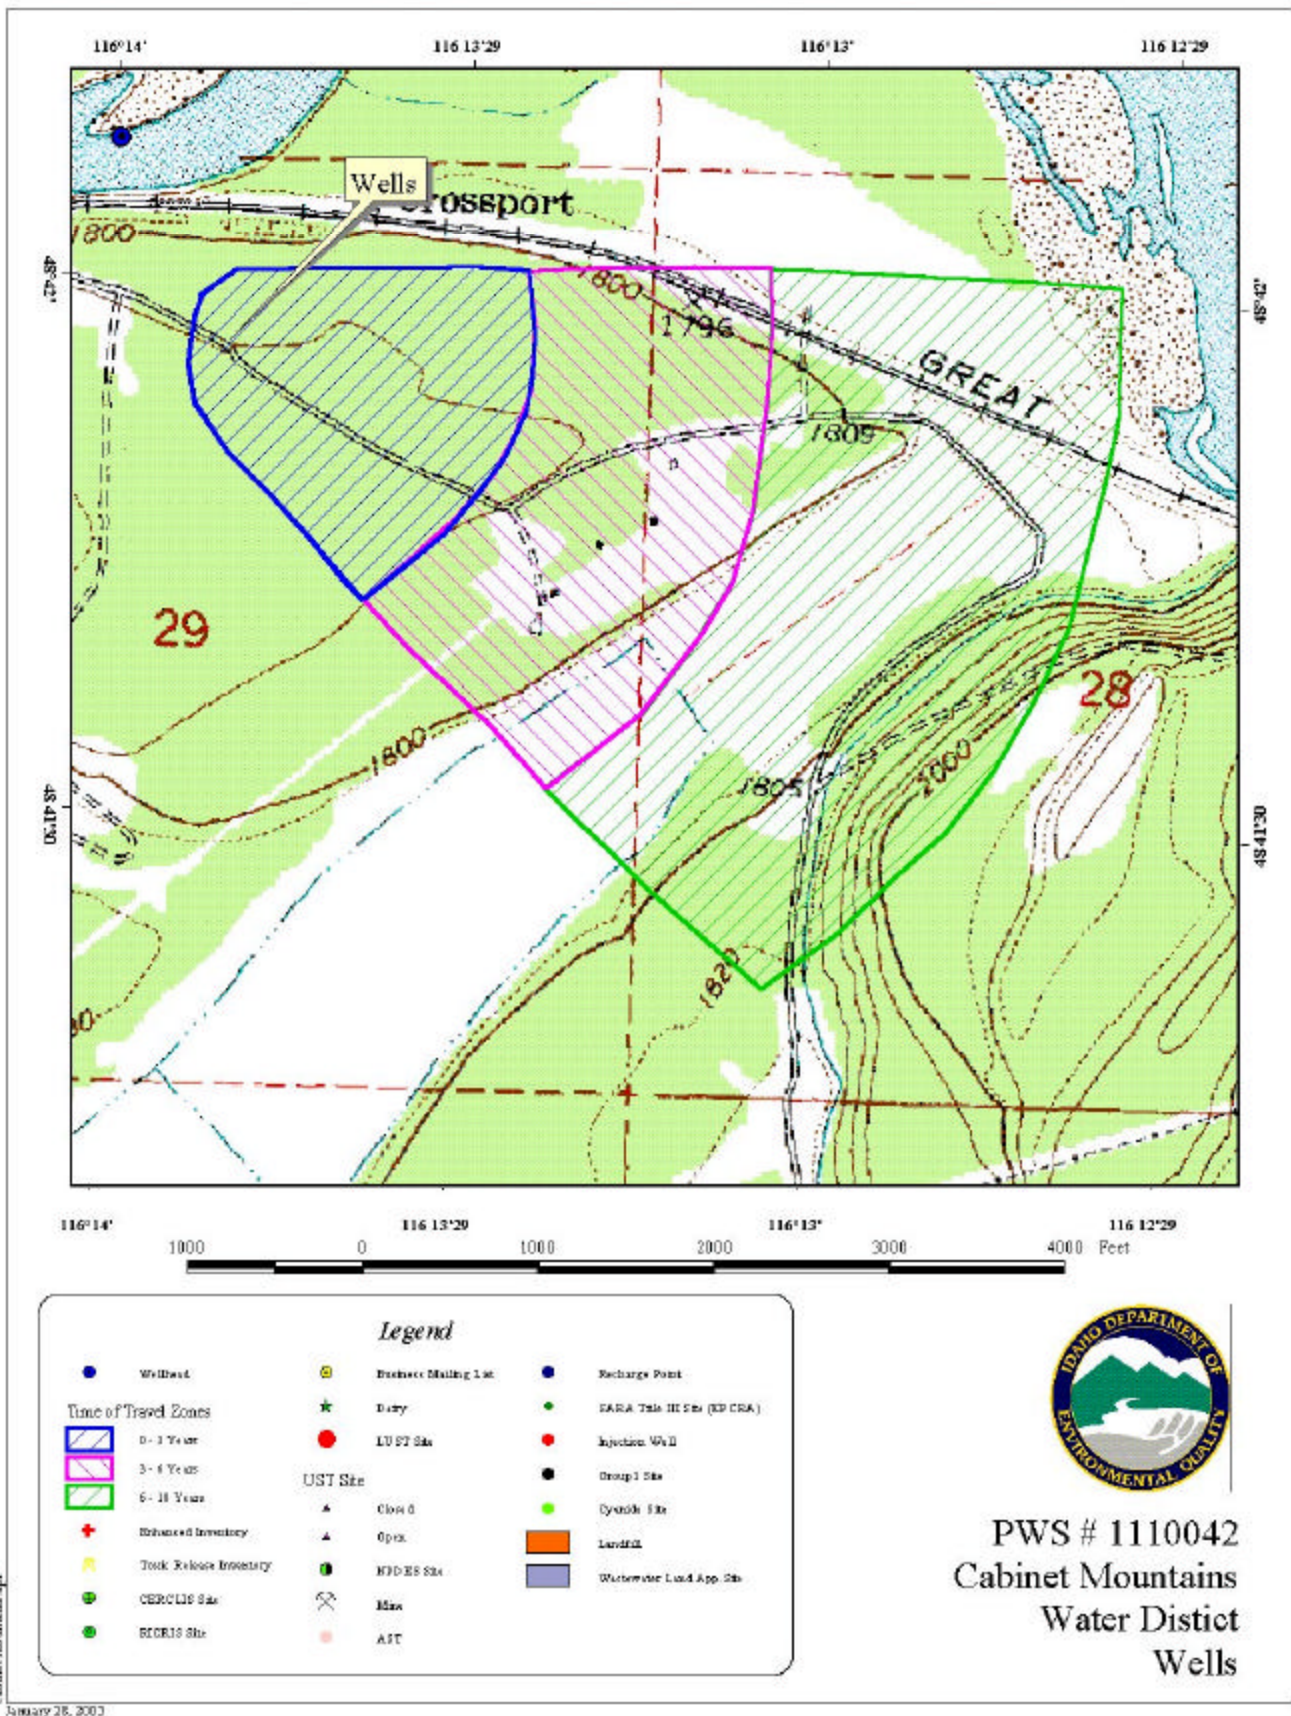 116°14'
116 13'29
116°13'
116 12'29
Wells
Crossport
1800
48°42'
48°42'
1800
1796
GREAT
1809
29
28
1800
2000
1805
48 41'30
48 41'30
1820
116°14'
116 13'29
116°13'
116 12'29
1000 0 1000 2000 3000 4000 Feet
Legend
Wellhead
Business Mailing List
Recharge Point
Time of Travel Zones
Dairy
SARA Title III Site (EPCRA)
0 - 3 Years
LUST Site
Injection Well
3 - 6 Years
UST Site
Group 1 Site
6 - 10 Years
Closed
Cyanide Site
Enhanced Inventory
Open
Landfill
Toxic Release Inventory
NPDES Site
Wastewater Land App. Site
CERCLIS Site
Mine
RICRIS Site
AST
IDAHO DEPARTMENT OF
ENVIRONMENTAL QUALITY
PWS # 1110042
Cabinet Mountains
Water Distict
Wells
January 28, 2003